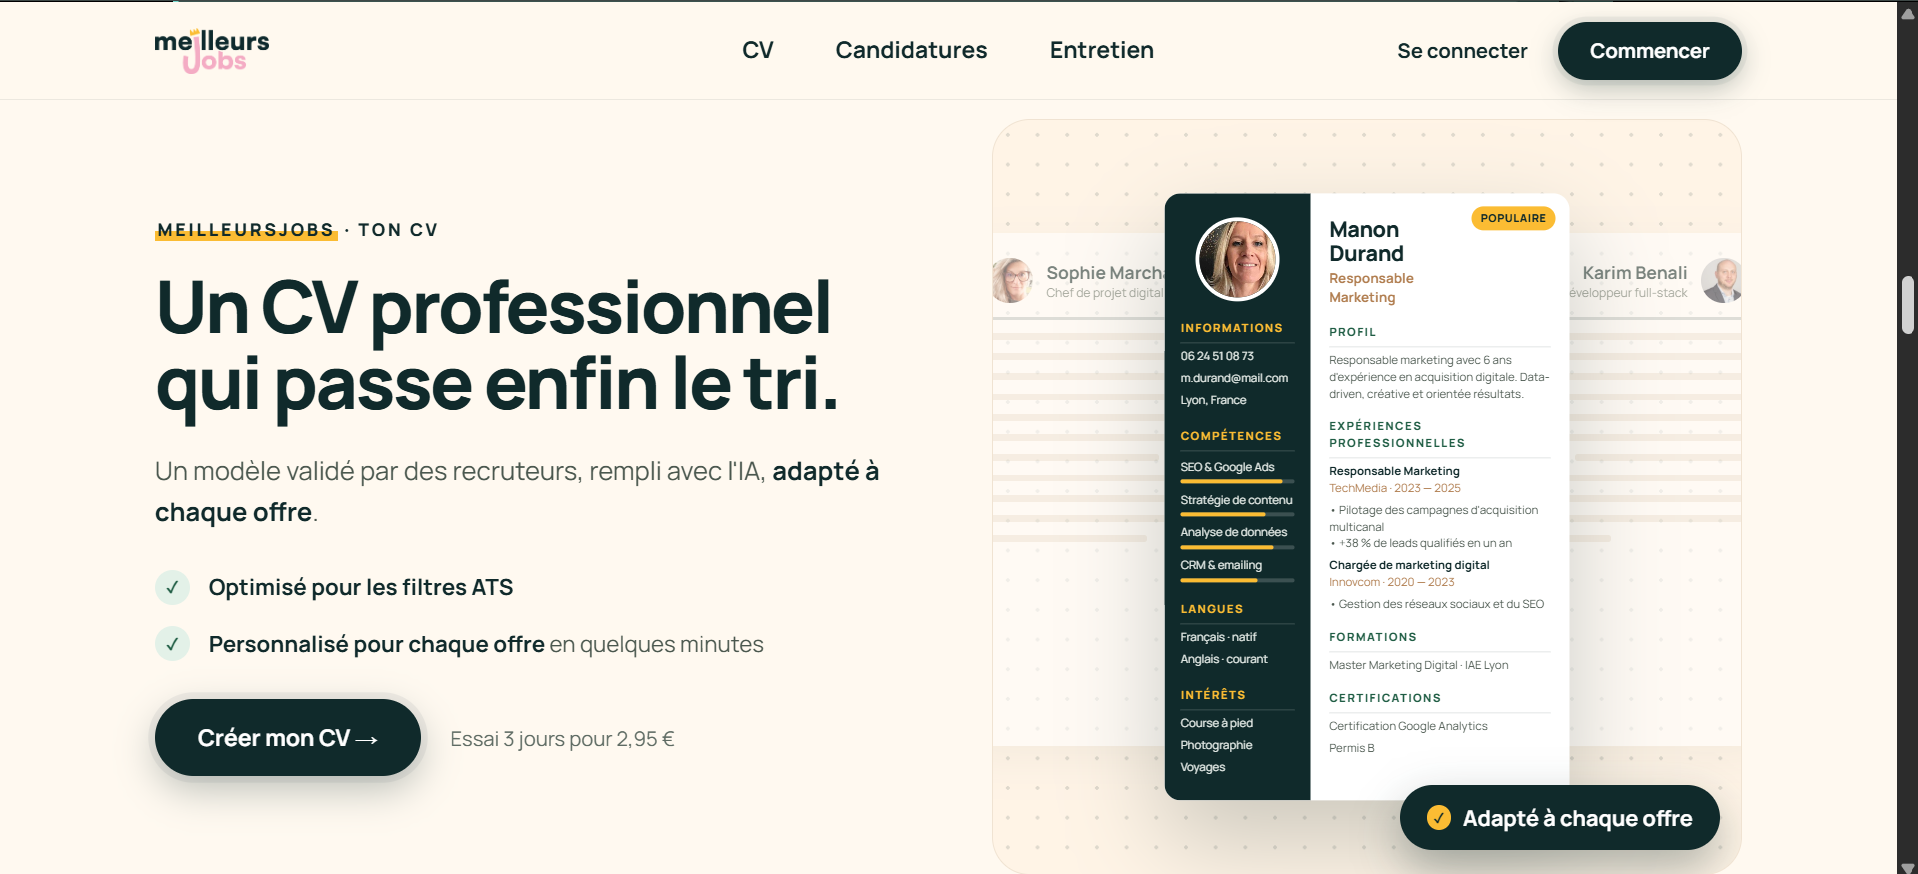 meilleurs
Jobs
CV
Candidatures
Entretien
Se connecter
Commencer
MEILLEURSJOBS · TON CV
Un CV professionnel
qui passe enfin le tri.
Un modèle validé par des recruteurs, rempli avec l'IA, adapté à
chaque offre.
✓ Optimisé pour les filtres ATS
✓ Personnalisé pour chaque offre en quelques minutes
Créer mon CV →
Essai 3 jours pour 2,95 €
Sophie Marcha
Chef de projet digital
INFORMATIONS
06 24 51 08 73
m.durand@mail.com
Lyon, France
COMPÉTENCES
SEO & Google Ads
Stratégie de contenu
Analyse de données
CRM & emailing
LANGUES
Français · natif
Anglais · courant
INTÉRÊTS
Course à pied
Photographie
Voyages
POPULAIRE
Manon
Durand
Responsable
Marketing
PROFIL
Responsable marketing avec 6 ans
d'expérience en acquisition digitale. Data-
driven, créative et orientée résultats.
EXPÉRIENCES
PROFESSIONNELLES
Responsable Marketing
TechMedia · 2023 — 2025
• Pilotage des campagnes d'acquisition
multicanal
• +38 % de leads qualifiés en un an
Chargée de marketing digital
Innovcom · 2020 — 2023
• Gestion des réseaux sociaux et du SEO
FORMATIONS
Master Marketing Digital · IAE Lyon
CERTIFICATIONS
Certification Google Analytics
Permis B
Karim Benali
éveloppeur full-stack
✓ Adapté à chaque offre